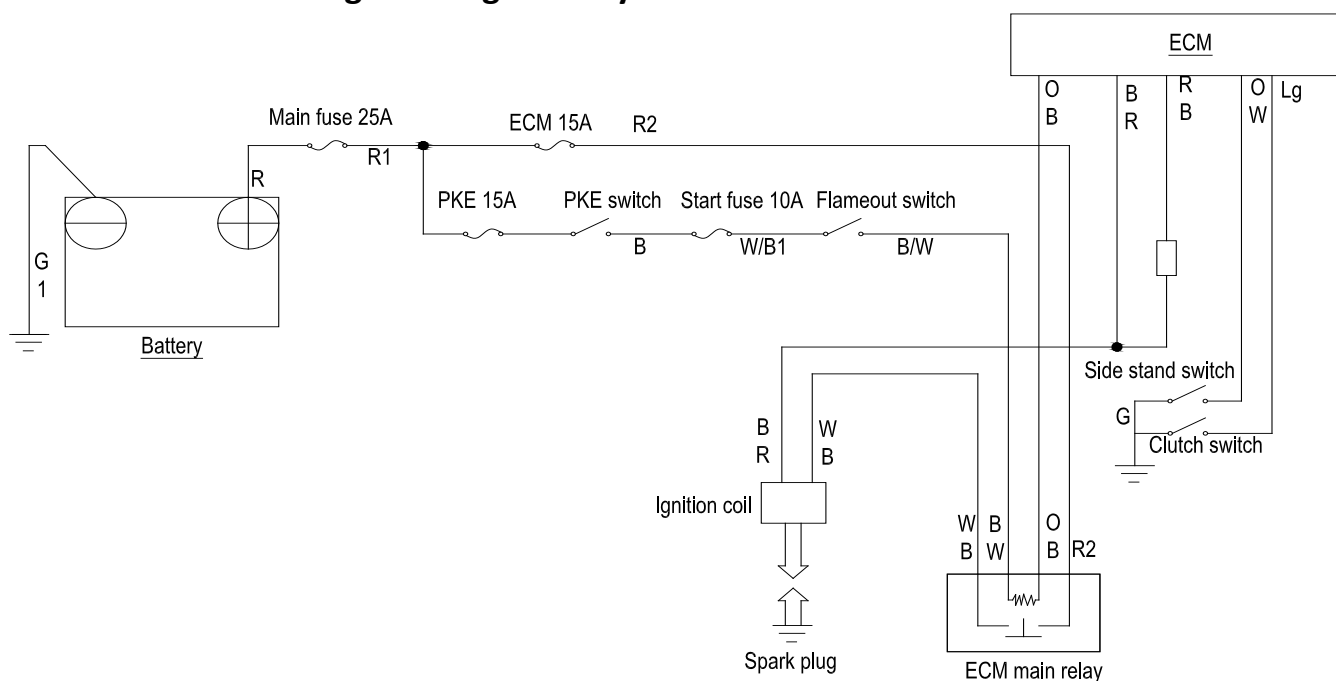 ECM
O
B
B
R
R
B
O
W
Lg
Main fuse 25A
R1
ECM 15A
R2
R
PKE 15A
PKE switch
Start fuse 10A
Flameout switch
B
W/B1
B/W
G
1
Battery
Side stand switch
G
Clutch switch
B
R
W
B
Ignition coil
W
B
B
W
O
B
R2
Spark plug
ECM main relay